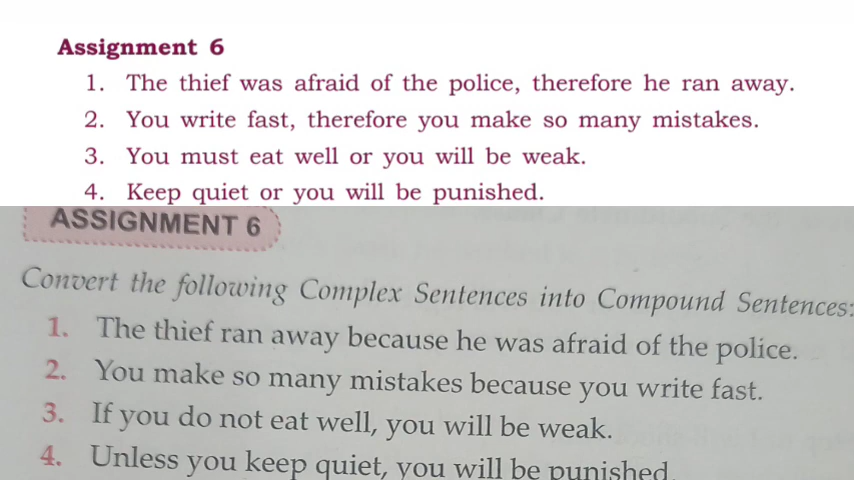 Assignment 6
1. The thief was afraid of the police, therefore he ran away.
2. You write fast, therefore you make so many mistakes.
3. You must eat well or you will be weak.
4. Keep quiet or you will be punished.
ASSIGNMENT 6
Convert the following Complex Sentences into Compound Sentences:
1. The thief ran away because he was afraid of the police.
2. You make so many mistakes because you write fast.
3. If you do not eat well, you will be weak.
4. Unless you keep quiet, you will be punished.